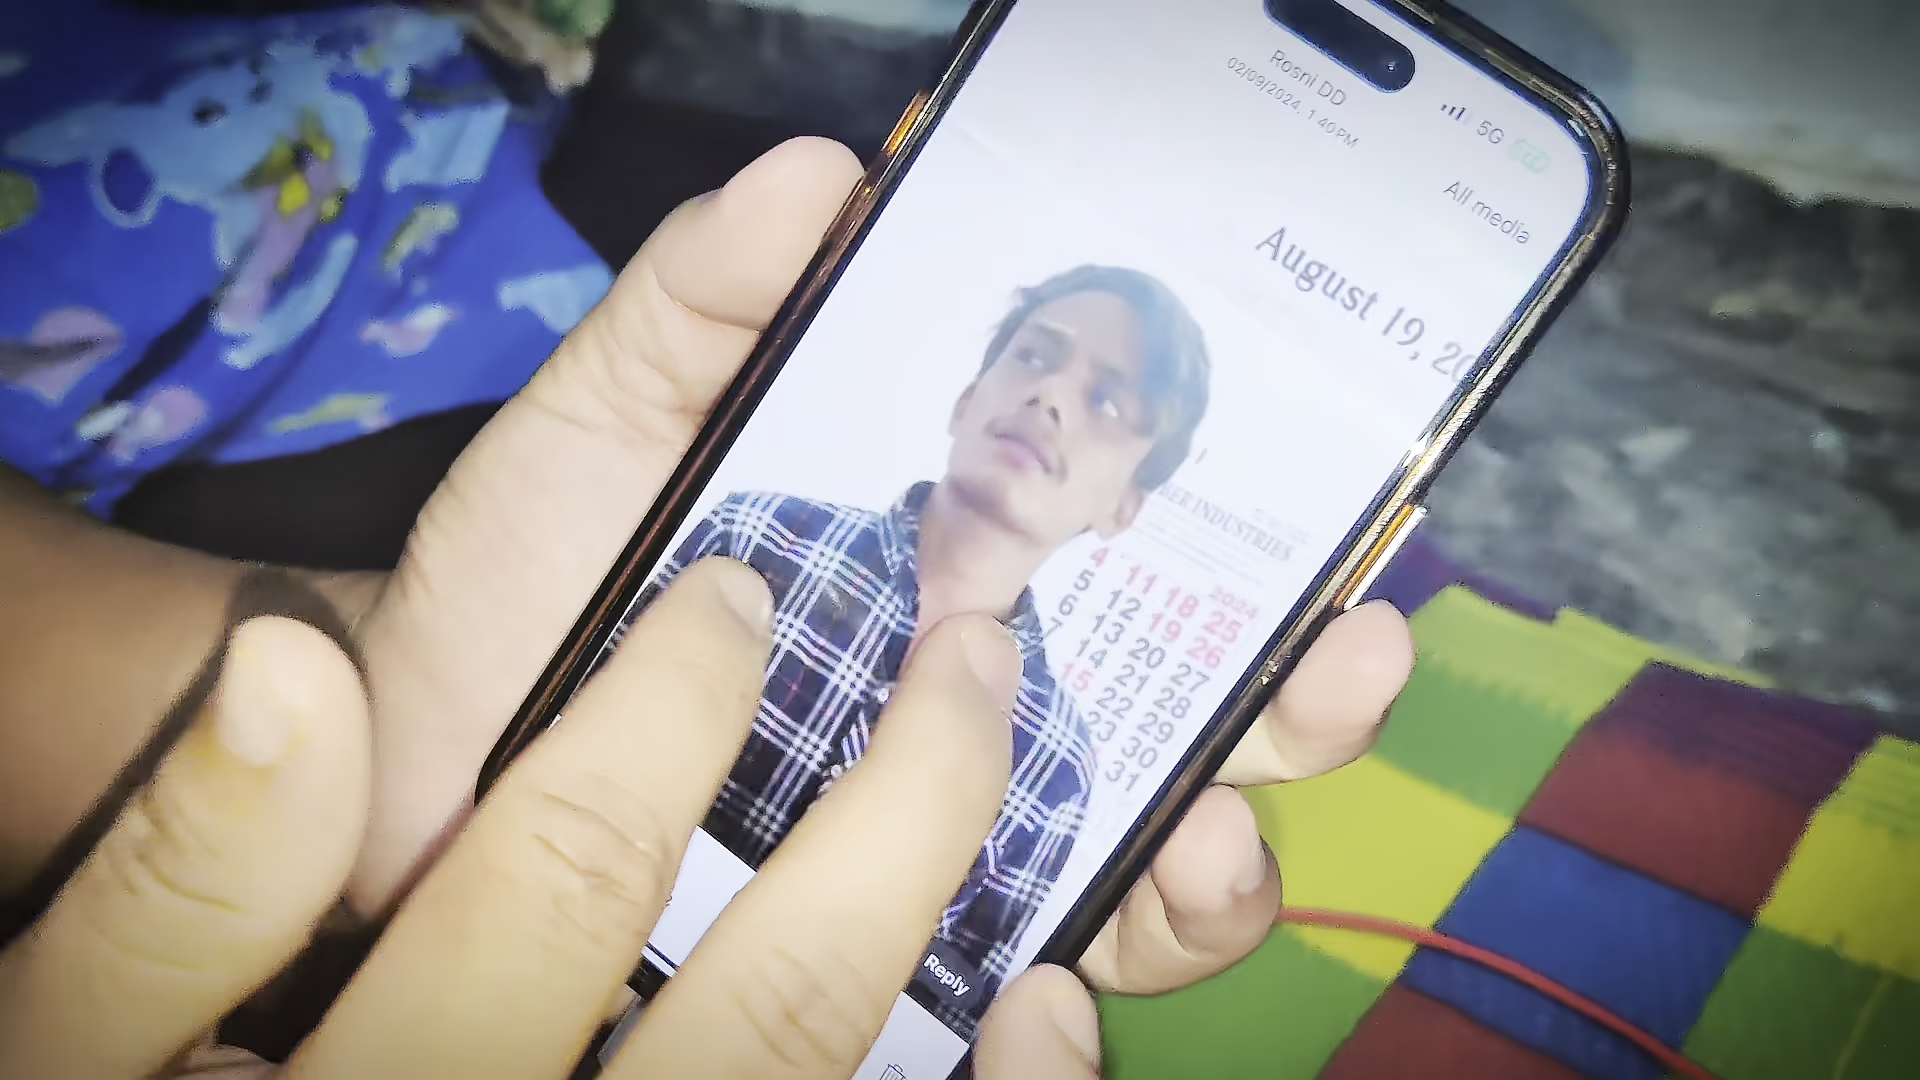 Rosni DD
02/09/2024, 1:40 PM
5G
All media
August 19, 20
BER INDUSTRIES
2024
4 11 18 25
5 12 19 26
6 13 20 27
7 14 21 28
15 22 29
23 30
31
Reply